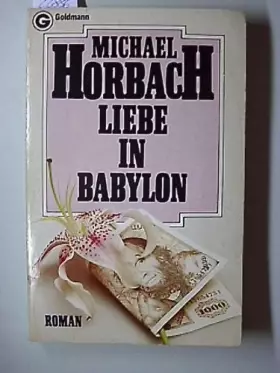 Goldmann
MICHAEL
HORBACH
LIEBE
IN
BABYLON
ROMAN
1000